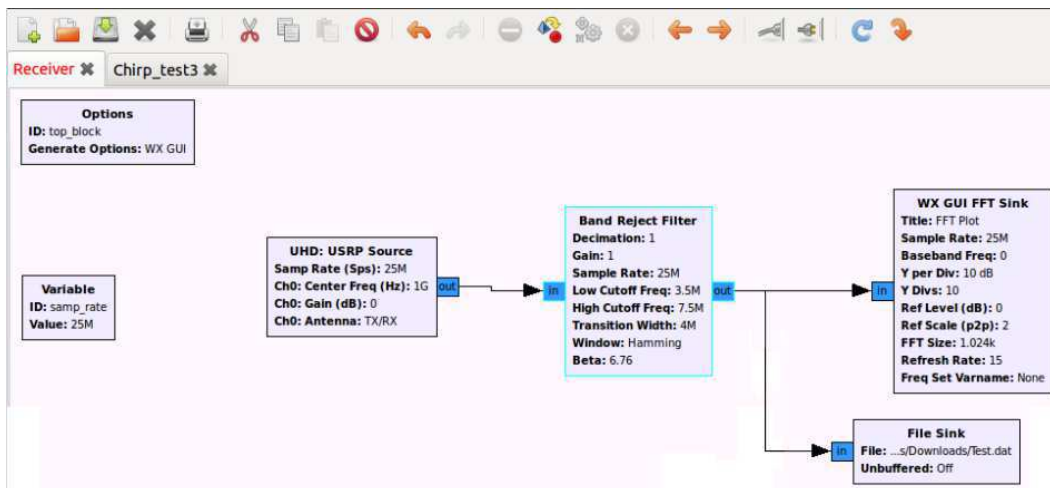 Receiver
Chirp_test3
Options
ID: top_block
Generate Options: WX GUI
Variable
ID: samp_rate
Value: 25M
UHD: USRP Source
Samp Rate (Sps): 25M
Ch0: Center Freq (Hz): 1G
Ch0: Gain (dB): 0
Ch0: Antenna: TX/RX
out
in
Band Reject Filter
Decimation: 1
Gain: 1
Sample Rate: 25M
Low Cutoff Freq: 3.5M
High Cutoff Freq: 7.5M
Transition Width: 4M
Window: Hamming
Beta: 6.76
out
in
WX GUI FFT Sink
Title: FFT Plot
Sample Rate: 25M
Baseband Freq: 0
Y per Div: 10 dB
Y Divs: 10
Ref Level (dB): 0
Ref Scale (p2p): 2
FFT Size: 1.024k
Refresh Rate: 15
Freq Set Varname: None
in
File Sink
File: ...s/Downloads/Test.dat
Unbuffered: Off